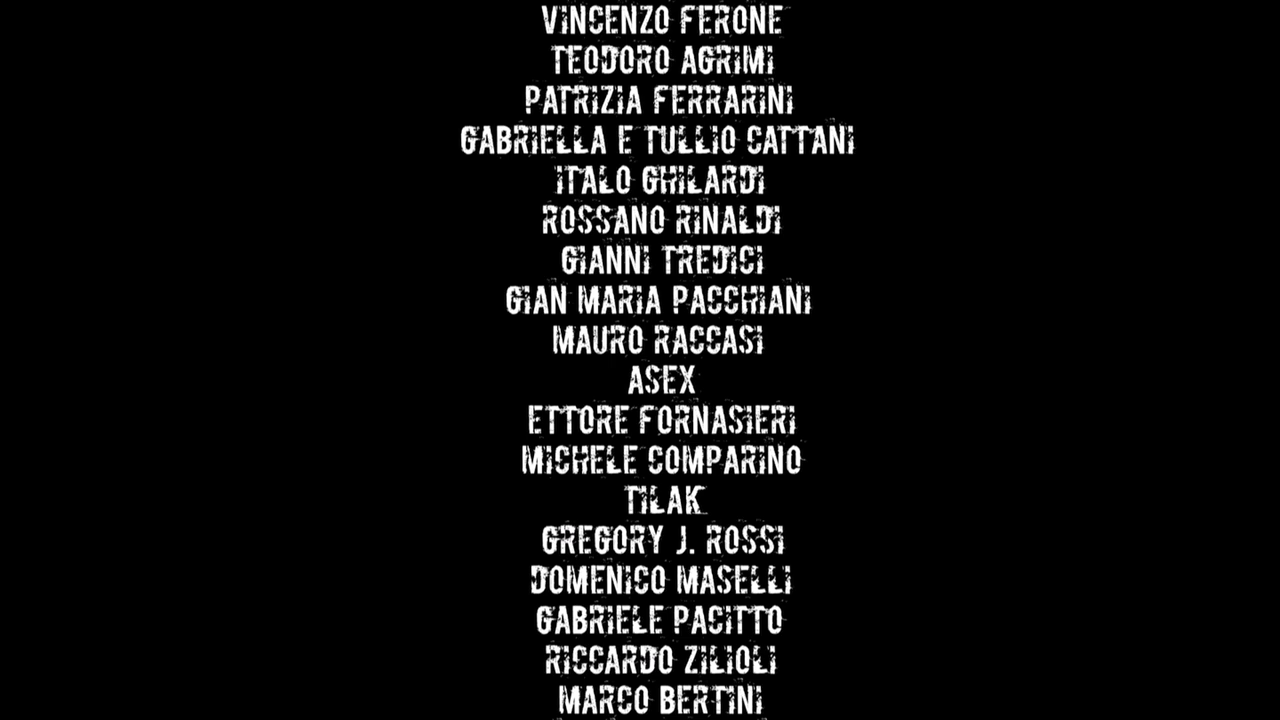 VINCENZO FERONE
TEODORO AGRIMI
PATRIZIA FERRARINI
GABRIELLA E TULLIO CATTANI
ITALO GHILARDI
ROSSANO RINALDI
GIANNI TREDICI
GIAN MARIA PACCHIANI
MAURO RACCASI
ASEX
ETTORE FORNASIERI
MICHELE COMPARINO
TILAK
GREGORY J. ROSSI
DOMENICO MASELLI
GABRIELE PACITTO
RICCARDO ZILIOLI
MARCO BERTINI